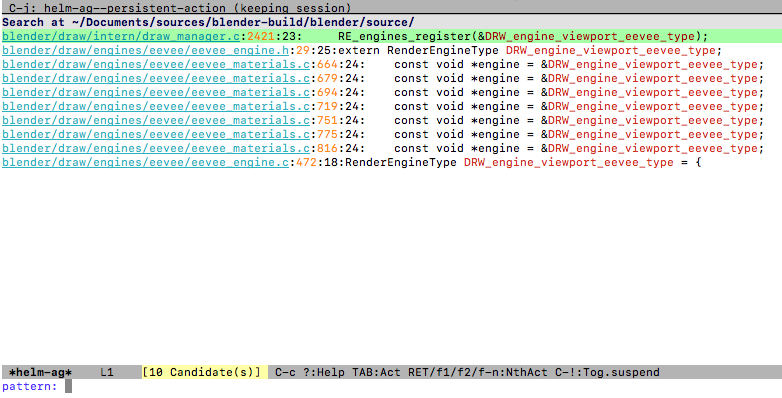 C-j: helm-ag--persistent-action (keeping session)
Search at ~/Documents/sources/blender-build/blender/source/
blender/draw/intern/draw_manager.c:2421:23:    RE_engines_register(&DRW_engine_viewport_eevee_type);
blender/draw/engines/eevee/eevee_engine.h:29:25:extern RenderEngineType DRW_engine_viewport_eevee_type;
blender/draw/engines/eevee/eevee_materials.c:664:24:    const void *engine = &DRW_engine_viewport_eevee_type;
blender/draw/engines/eevee/eevee_materials.c:679:24:    const void *engine = &DRW_engine_viewport_eevee_type;
blender/draw/engines/eevee/eevee_materials.c:694:24:    const void *engine = &DRW_engine_viewport_eevee_type;
blender/draw/engines/eevee/eevee_materials.c:719:24:    const void *engine = &DRW_engine_viewport_eevee_type;
blender/draw/engines/eevee/eevee_materials.c:751:24:    const void *engine = &DRW_engine_viewport_eevee_type;
blender/draw/engines/eevee/eevee_materials.c:775:24:    const void *engine = &DRW_engine_viewport_eevee_type;
blender/draw/engines/eevee/eevee_materials.c:816:24:    const void *engine = &DRW_engine_viewport_eevee_type;
blender/draw/engines/eevee/eevee_engine.c:472:18:RenderEngineType DRW_engine_viewport_eevee_type = {
*helm-ag*    L1    [10 Candidate(s)]  C-c ?:Help TAB:Act RET/f1/f2/f-n:NthAct C-!:Tog.suspend
pattern: